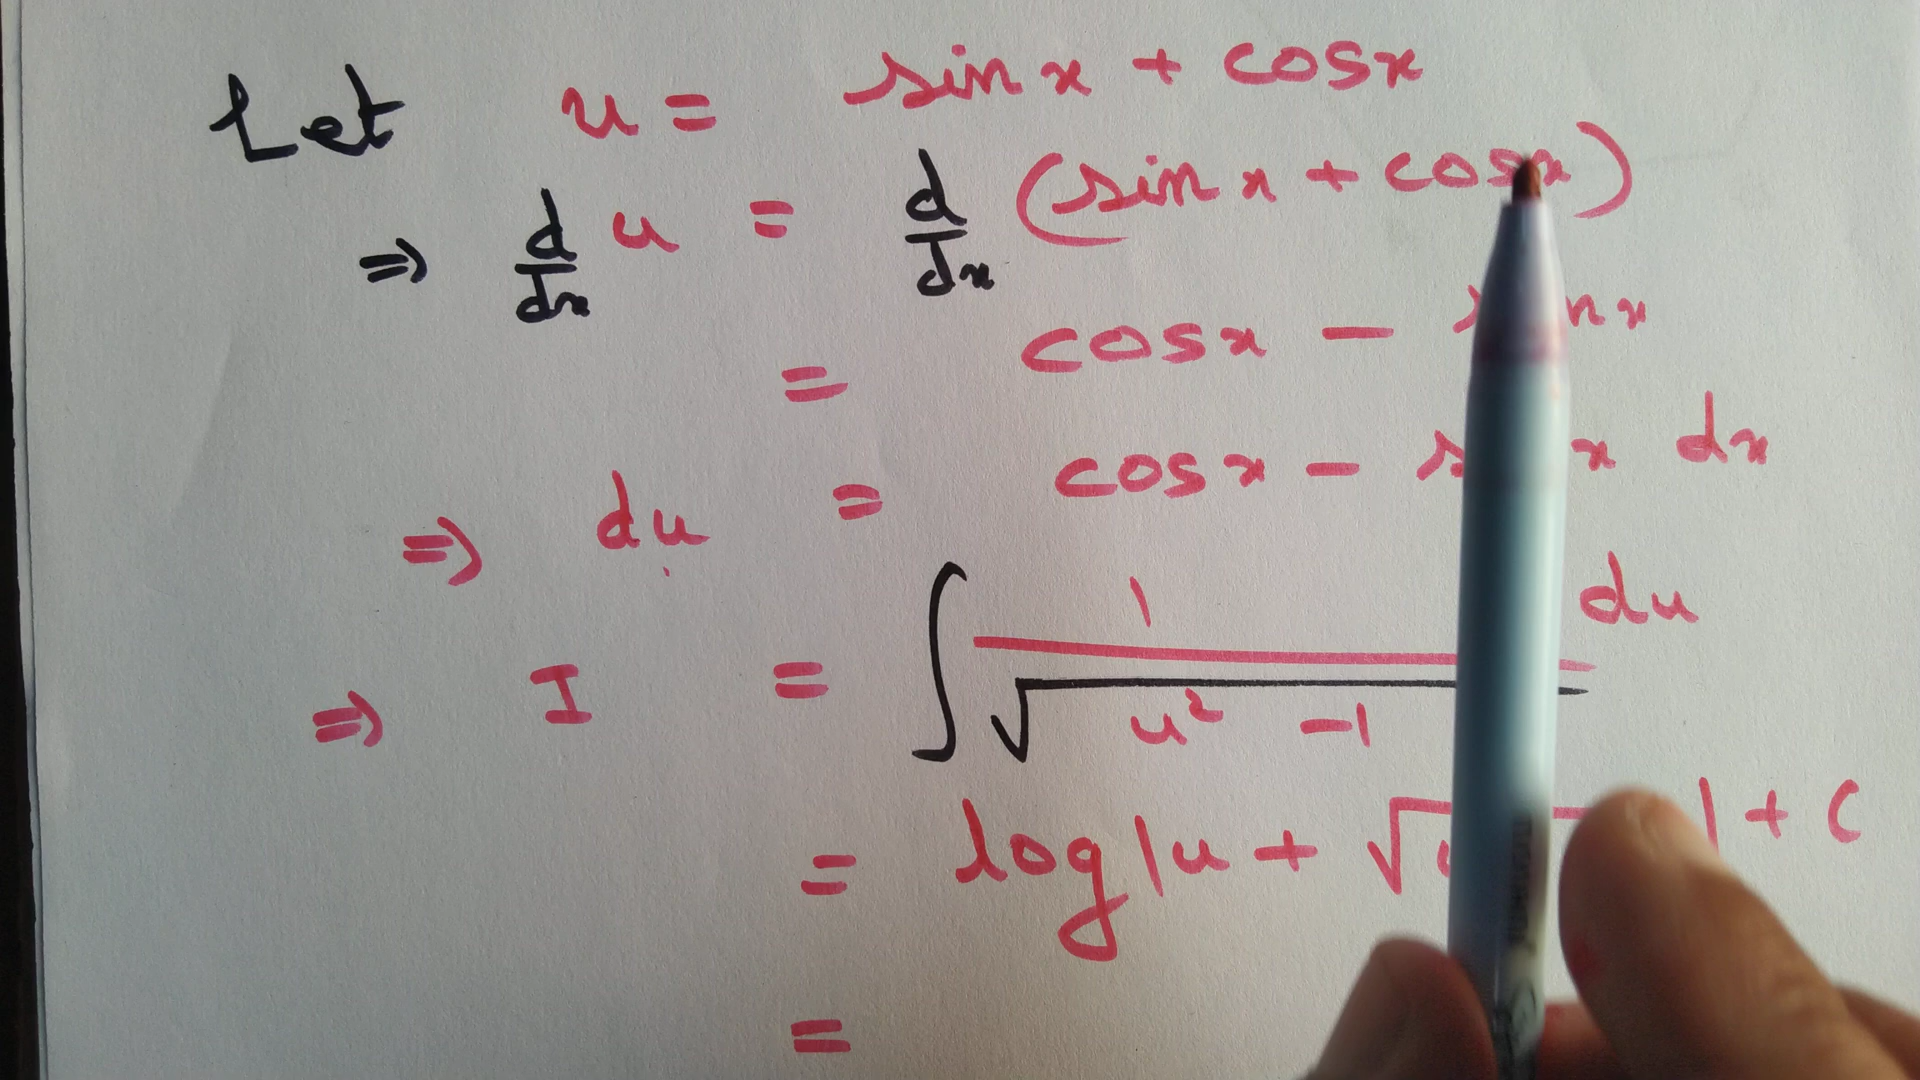 Let u = sin x + cos x
⇒ d/dx u = d/dx (sin x + cos x)
= cos x − s n x
⇒ du = cos x − s x dx
⇒ I = ∫ 1/√(u² − 1) du
= log |u + √ | + c
=